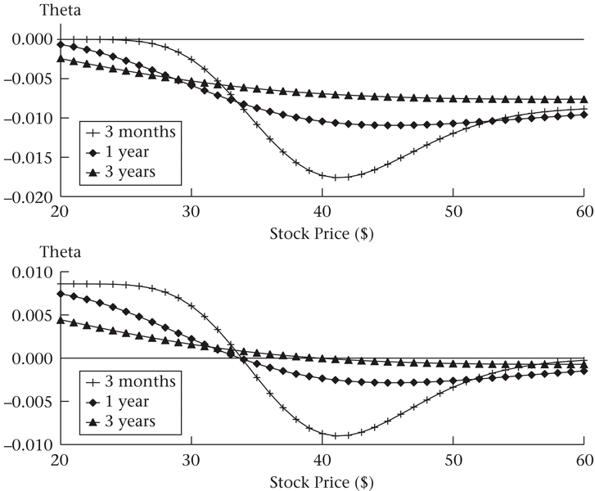 Theta
0.000
−0.005
−0.010
−0.015
−0.020
3 months
1 year
3 years
20 30 40 50 60
Stock Price ($)
Theta
0.010
0.005
0.000
−0.005
−0.010
3 months
1 year
3 years
20 30 40 50 60
Stock Price ($)